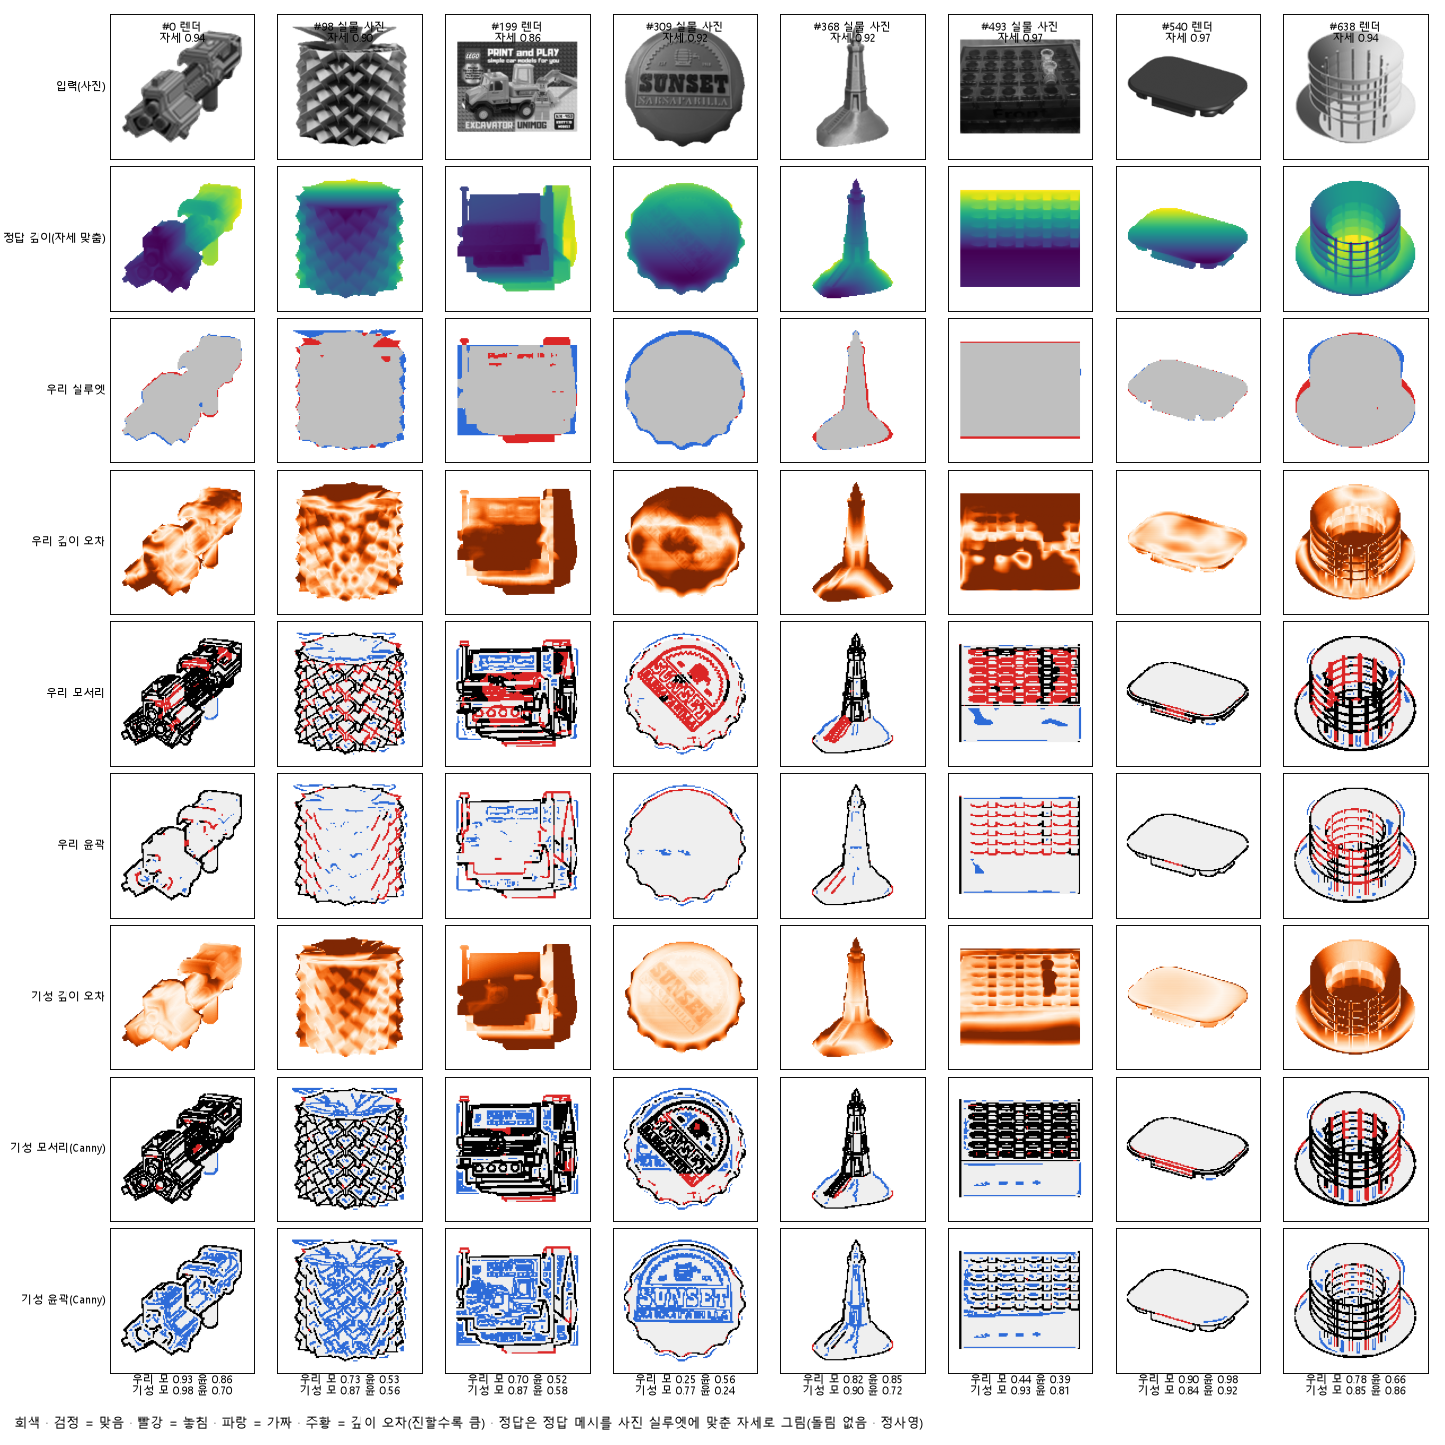 #0 렌더
자세 0.94
#98 실물 사진
자세 0.90
#199 렌더
자세 0.86
#309 실물 사진
자세 0.92
#368 실물 사진
자세 0.92
#493 실물 사진
자세 0.97
#540 렌더
자세 0.97
#638 렌더
자세 0.94
입력(사진)
LEGO
PRINT and PLAY
simple car models for you
EXCAVATOR UNIMOG
SUNSET
SARSAPARILLA
정답 깊이(자세 맞춤)
우리 실루엣
우리 깊이 오차
우리 모서리
우리 윤곽
기성 깊이 오차
기성 모서리(Canny)
기성 윤곽(Canny)
SUNSET
우리 모 0.93 윤 0.86
기성 모 0.98 윤 0.70
우리 모 0.73 윤 0.53
기성 모 0.87 윤 0.56
우리 모 0.70 윤 0.52
기성 모 0.87 윤 0.58
우리 모 0.25 윤 0.56
기성 모 0.77 윤 0.24
우리 모 0.82 윤 0.85
기성 모 0.90 윤 0.72
우리 모 0.44 윤 0.39
기성 모 0.93 윤 0.81
우리 모 0.90 윤 0.98
기성 모 0.84 윤 0.92
우리 모 0.78 윤 0.66
기성 모 0.85 윤 0.86
회색 · 검정 = 맞음 · 빨강 = 놓침 · 파랑 = 가짜 · 주황 = 깊이 오차(진할수록 큼) · 정답은 정답 메시를 사진 실루엣에 맞춘 자세로 그림(돌림 없음 · 정사영)